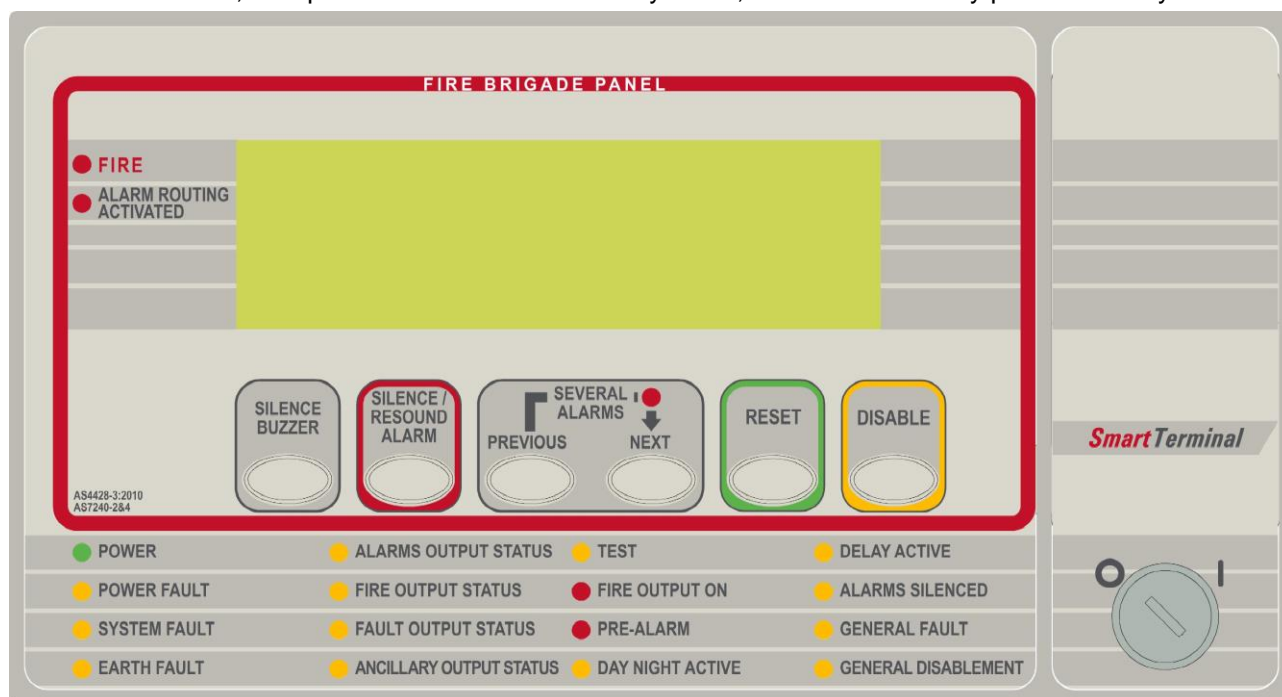 FIRE BRIGADE PANEL
FIRE
ALARM ROUTING
ACTIVATED
SILENCE
BUZZER
SILENCE /
RESOUND
ALARM
SEVERAL
ALARMS
PREVIOUS
NEXT
RESET
DISABLE
SmartTerminal
AS4428-3:2010
AS7240-2&4
POWER
ALARMS OUTPUT STATUS
TEST
DELAY ACTIVE
POWER FAULT
FIRE OUTPUT STATUS
FIRE OUTPUT ON
ALARMS SILENCED
SYSTEM FAULT
FAULT OUTPUT STATUS
PRE-ALARM
GENERAL FAULT
EARTH FAULT
ANCILLARY OUTPUT STATUS
DAY NIGHT ACTIVE
GENERAL DISABLEMENT
O
I